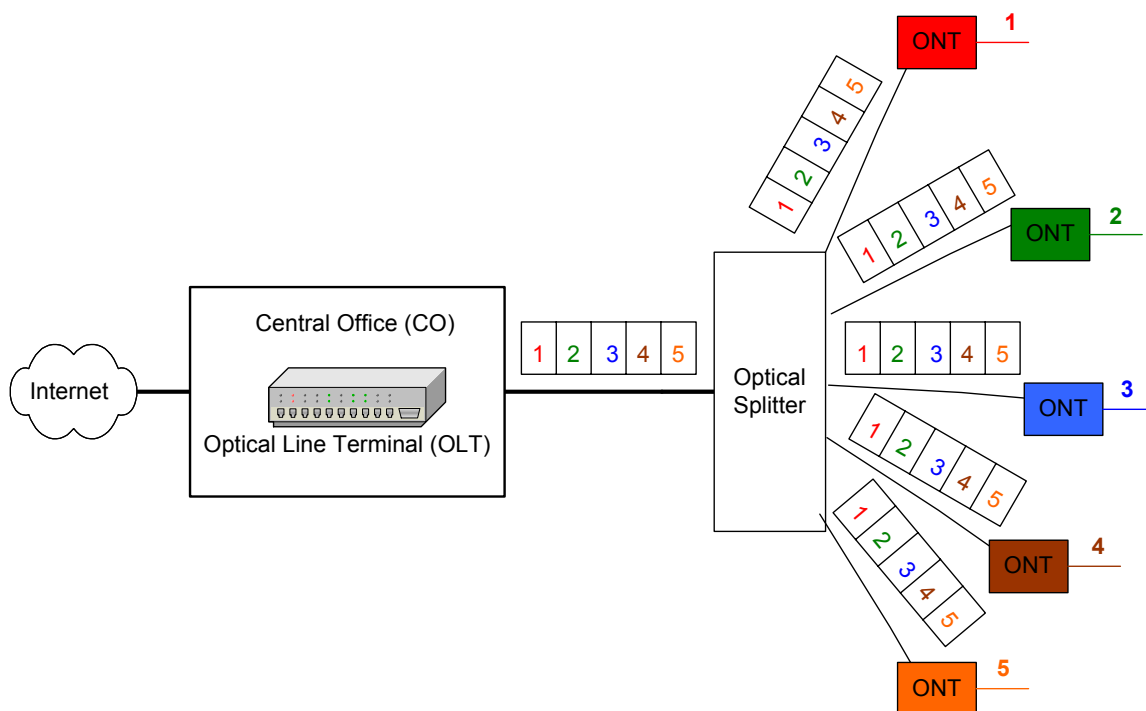 ONT 1
1 2 3 4 5
1 2 3 4 5
ONT 2
Central Office (CO)
1 2 3 4 5
1 2 3 4 5
Internet
Optical
Splitter
ONT 3
Optical Line Terminal (OLT)
1 2 3 4 5
ONT 4
1 2 3 4 5
ONT 5